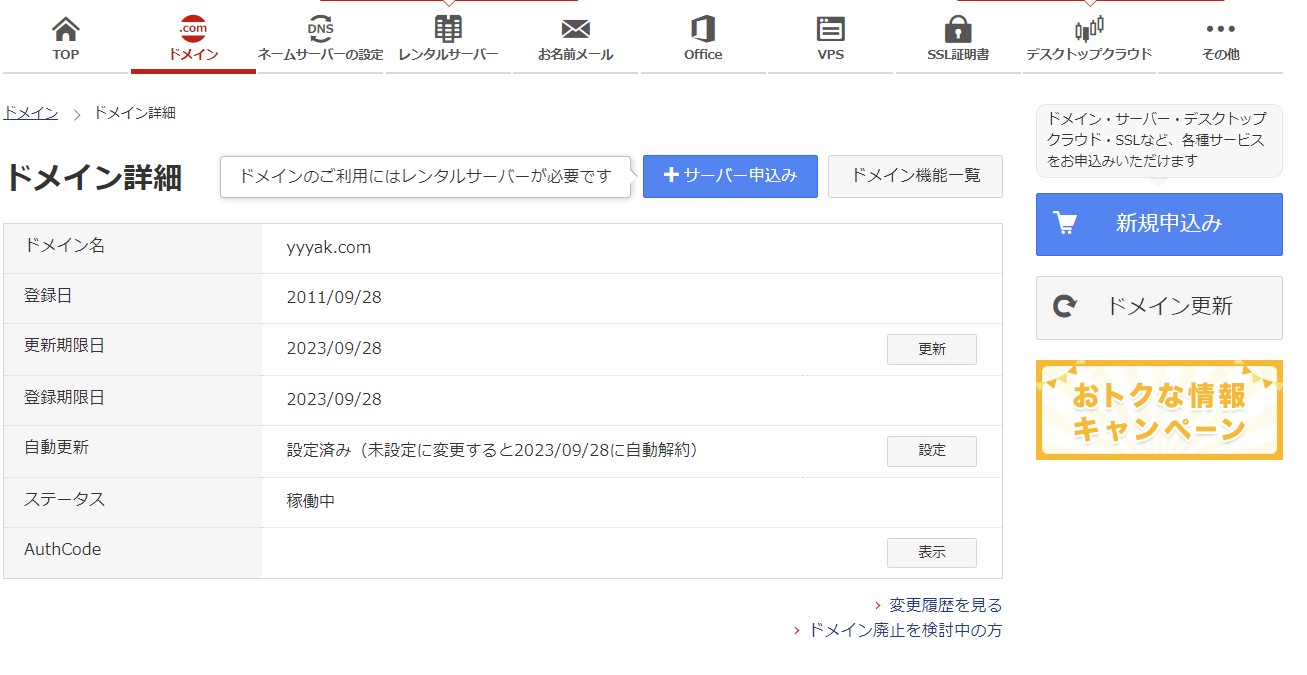 TOP
.com
ドメイン
DNS
ネームサーバーの設定
レンタルサーバー
お名前メール
Office
VPS
SSL証明書
デスクトップクラウド
その他
ドメイン > ドメイン詳細
ドメイン詳細
ドメインのご利用にはレンタルサーバーが必要です
+サーバー申込み
ドメイン機能一覧
ドメイン名 yyyak.com
登録日 2011/09/28
更新期限日 2023/09/28 更新
登録期限日 2023/09/28
自動更新 設定済み（未設定に変更すると2023/09/28に自動解約） 設定
ステータス 稼働中
AuthCode 表示
> 変更履歴を見る
> ドメイン廃止を検討中の方
ドメイン・サーバー・デスクトップ
クラウド・SSLなど、各種サービス
をお申込みいただけます
新規申込み
ドメイン更新
おトクな情報
キャンペーン